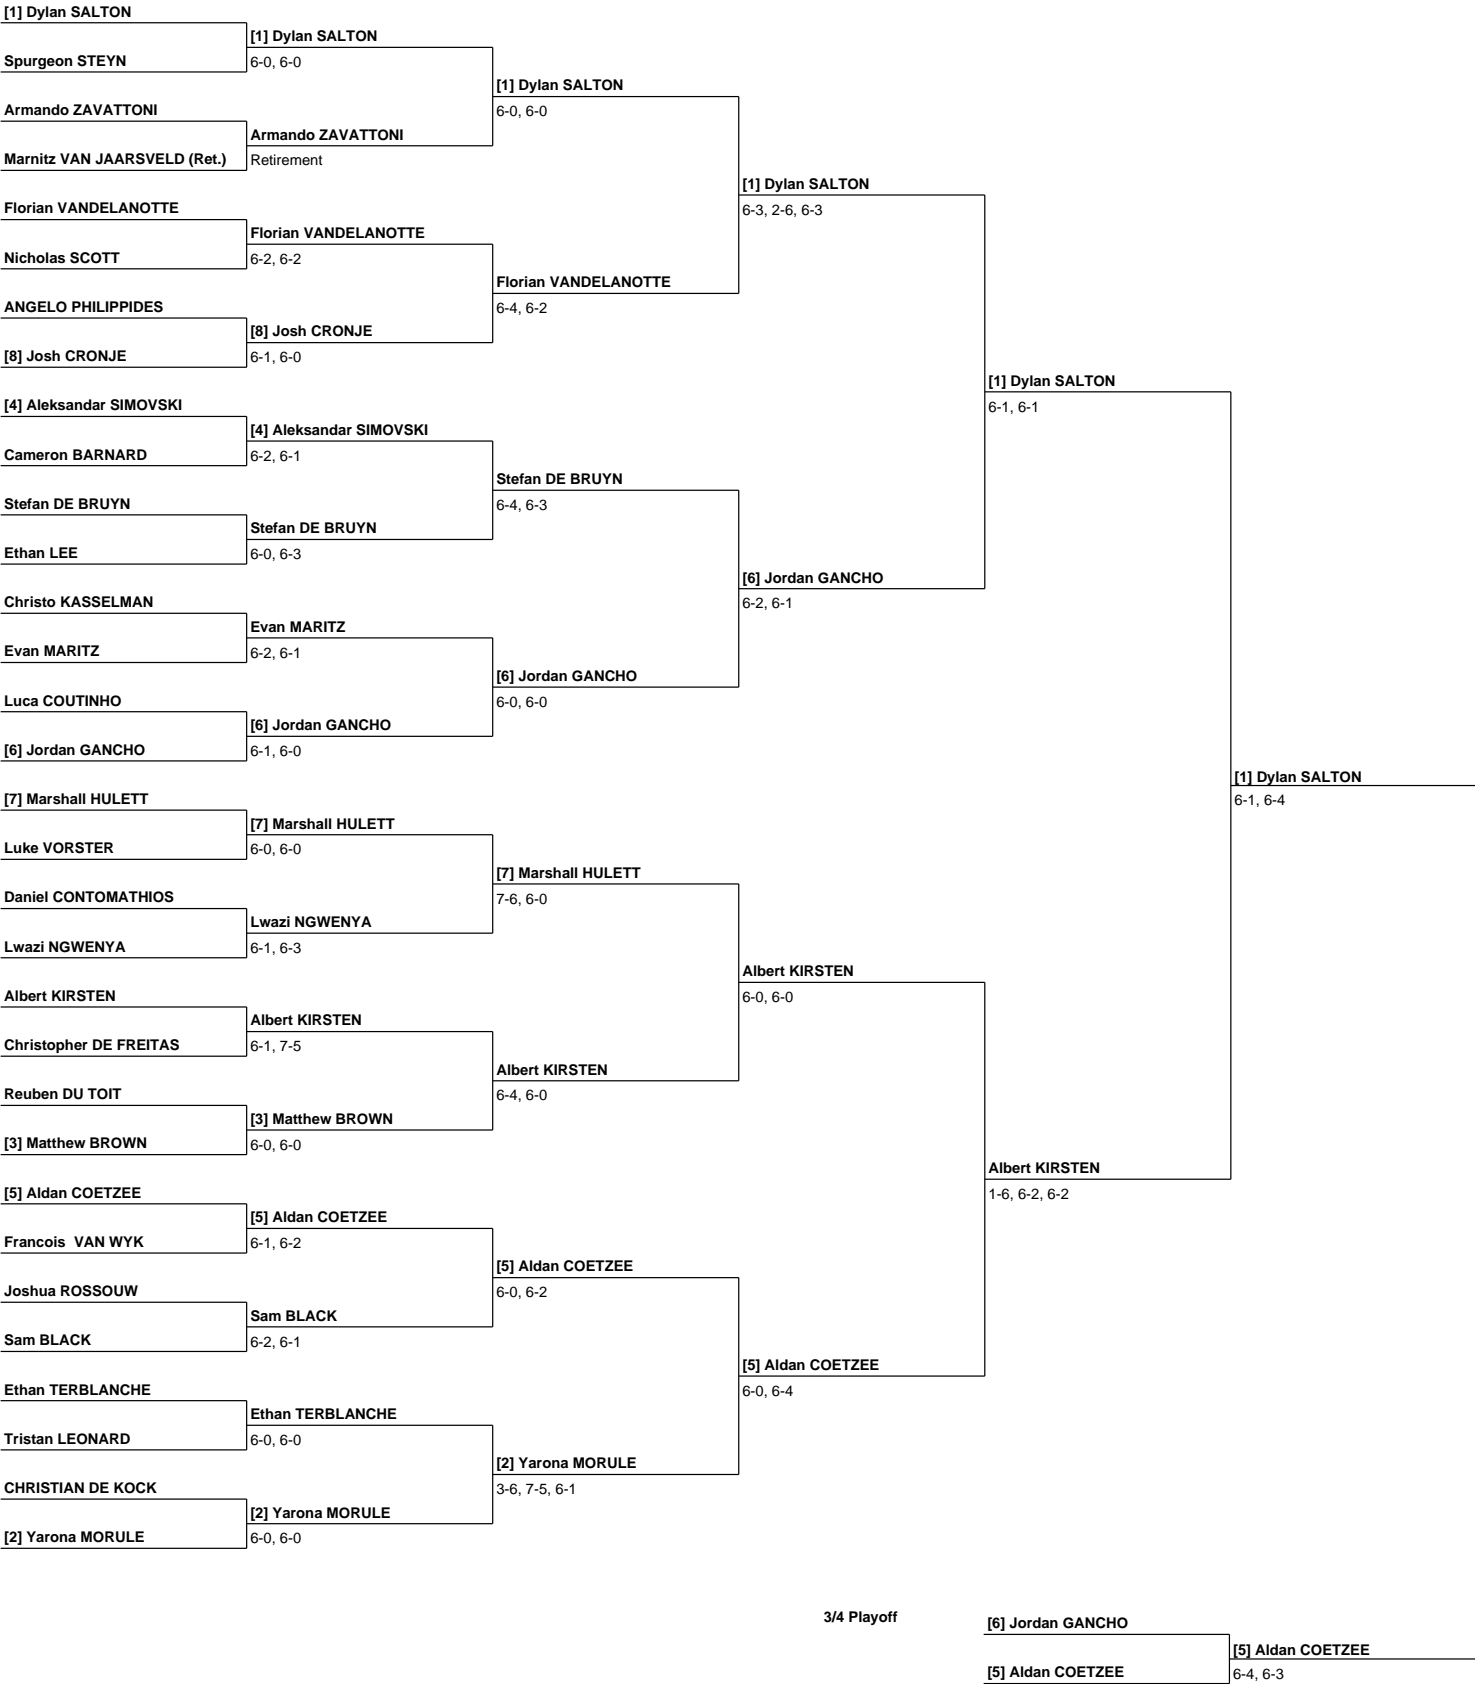 [1] Dylan SALTON
[1] Dylan SALTON
Spurgeon STEYN
6-0, 6-0
[1] Dylan SALTON
Armando ZAVATTONI
6-0, 6-0
Armando ZAVATTONI
Marnitz VAN JAARSVELD (Ret.)
Retirement
[1] Dylan SALTON
Florian VANDELANOTTE
6-3, 2-6, 6-3
Florian VANDELANOTTE
Nicholas SCOTT
6-2, 6-2
Florian VANDELANOTTE
ANGELO PHILIPPIDES
6-4, 6-2
[8] Josh CRONJE
[8] Josh CRONJE
6-1, 6-0
[1] Dylan SALTON
[4] Aleksandar SIMOVSKI
6-1, 6-1
[4] Aleksandar SIMOVSKI
Cameron BARNARD
6-2, 6-1
Stefan DE BRUYN
Stefan DE BRUYN
6-4, 6-3
Stefan DE BRUYN
Ethan LEE
6-0, 6-3
[6] Jordan GANCHO
Christo KASSELMAN
6-2, 6-1
Evan MARITZ
Evan MARITZ
6-2, 6-1
[6] Jordan GANCHO
Luca COUTINHO
6-0, 6-0
[6] Jordan GANCHO
[6] Jordan GANCHO
6-1, 6-0
[1] Dylan SALTON
[7] Marshall HULETT
6-1, 6-4
[7] Marshall HULETT
Luke VORSTER
6-0, 6-0
[7] Marshall HULETT
Daniel CONTOMATHIOS
7-6, 6-0
Lwazi NGWENYA
Lwazi NGWENYA
6-1, 6-3
Albert KIRSTEN
Albert KIRSTEN
6-0, 6-0
Albert KIRSTEN
Christopher DE FREITAS
6-1, 7-5
Albert KIRSTEN
Reuben DU TOIT
6-4, 6-0
[3] Matthew BROWN
[3] Matthew BROWN
6-0, 6-0
Albert KIRSTEN
[5] Aldan COETZEE
1-6, 6-2, 6-2
[5] Aldan COETZEE
Francois  VAN WYK
6-1, 6-2
[5] Aldan COETZEE
Joshua ROSSOUW
6-0, 6-2
Sam BLACK
Sam BLACK
6-2, 6-1
[5] Aldan COETZEE
Ethan TERBLANCHE
6-0, 6-4
Ethan TERBLANCHE
Tristan LEONARD
6-0, 6-0
[2] Yarona MORULE
CHRISTIAN DE KOCK
3-6, 7-5, 6-1
[2] Yarona MORULE
[2] Yarona MORULE
6-0, 6-0
3/4 Playoff
[6] Jordan GANCHO
[5] Aldan COETZEE
[5] Aldan COETZEE
6-4, 6-3